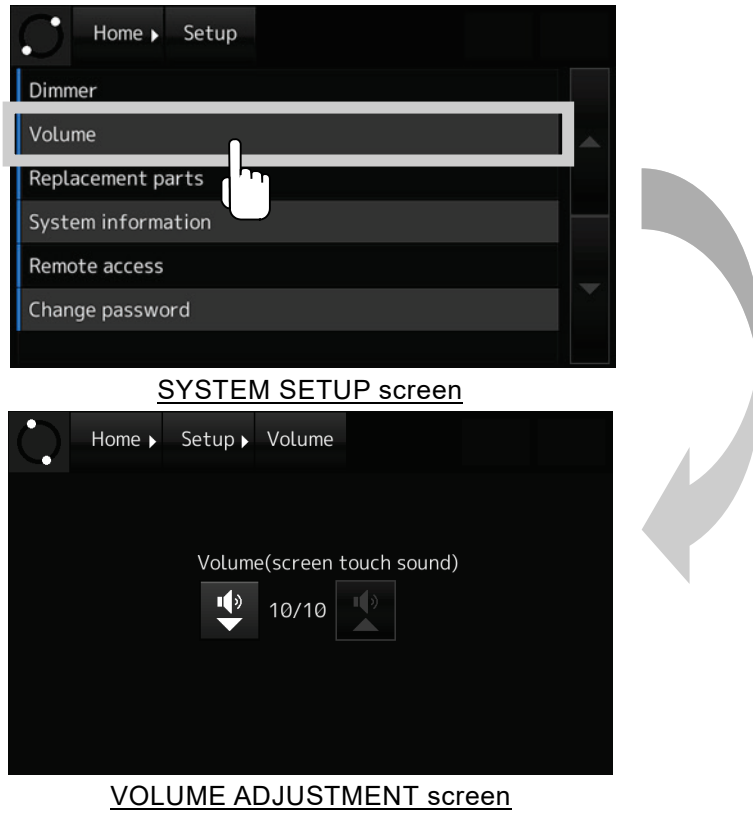 Home Setup
Dimmer
Volume
Replacement parts
System information
Remote access
Change password
SYSTEM SETUP screen
Home Setup Volume
Volume(screen touch sound)
10/10
VOLUME ADJUSTMENT screen